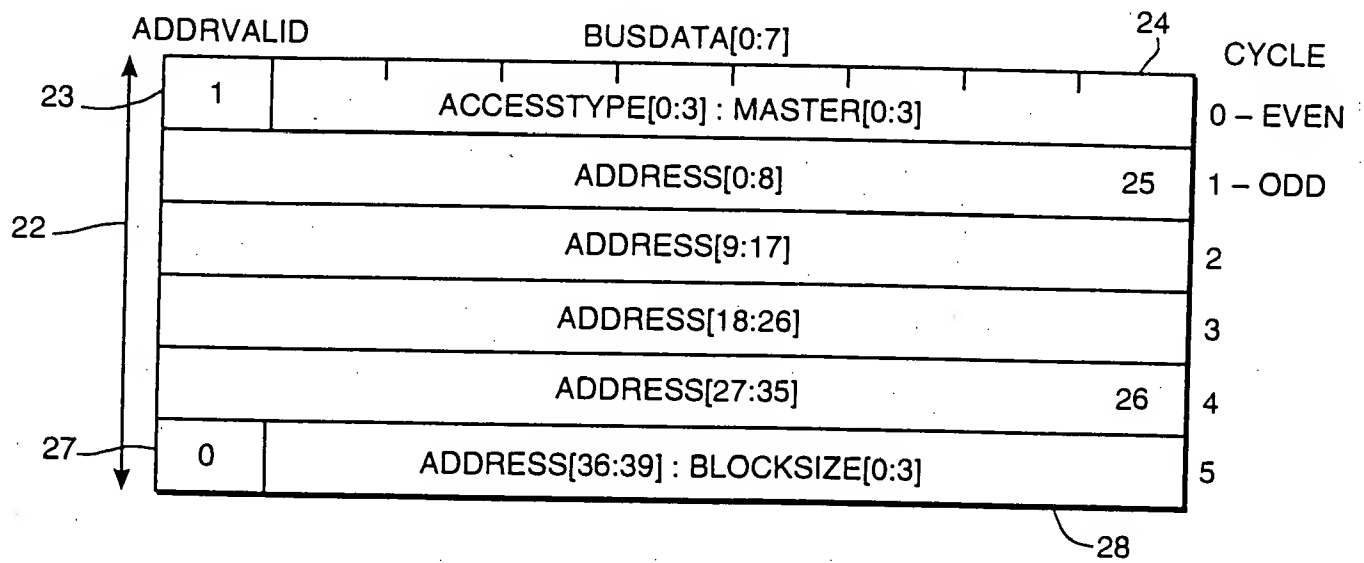 ADDRVALID BUSDATA[0:7] 24 CYCLE
23 1 ACCESSTYPE[0:3] : MASTER[0:3] 0 – EVEN
ADDRESS[0:8] 25 1 – ODD
22 ADDRESS[9:17] 2
ADDRESS[18:26] 3
ADDRESS[27:35] 26 4
27 0 ADDRESS[36:39] : BLOCKSIZE[0:3] 5
28